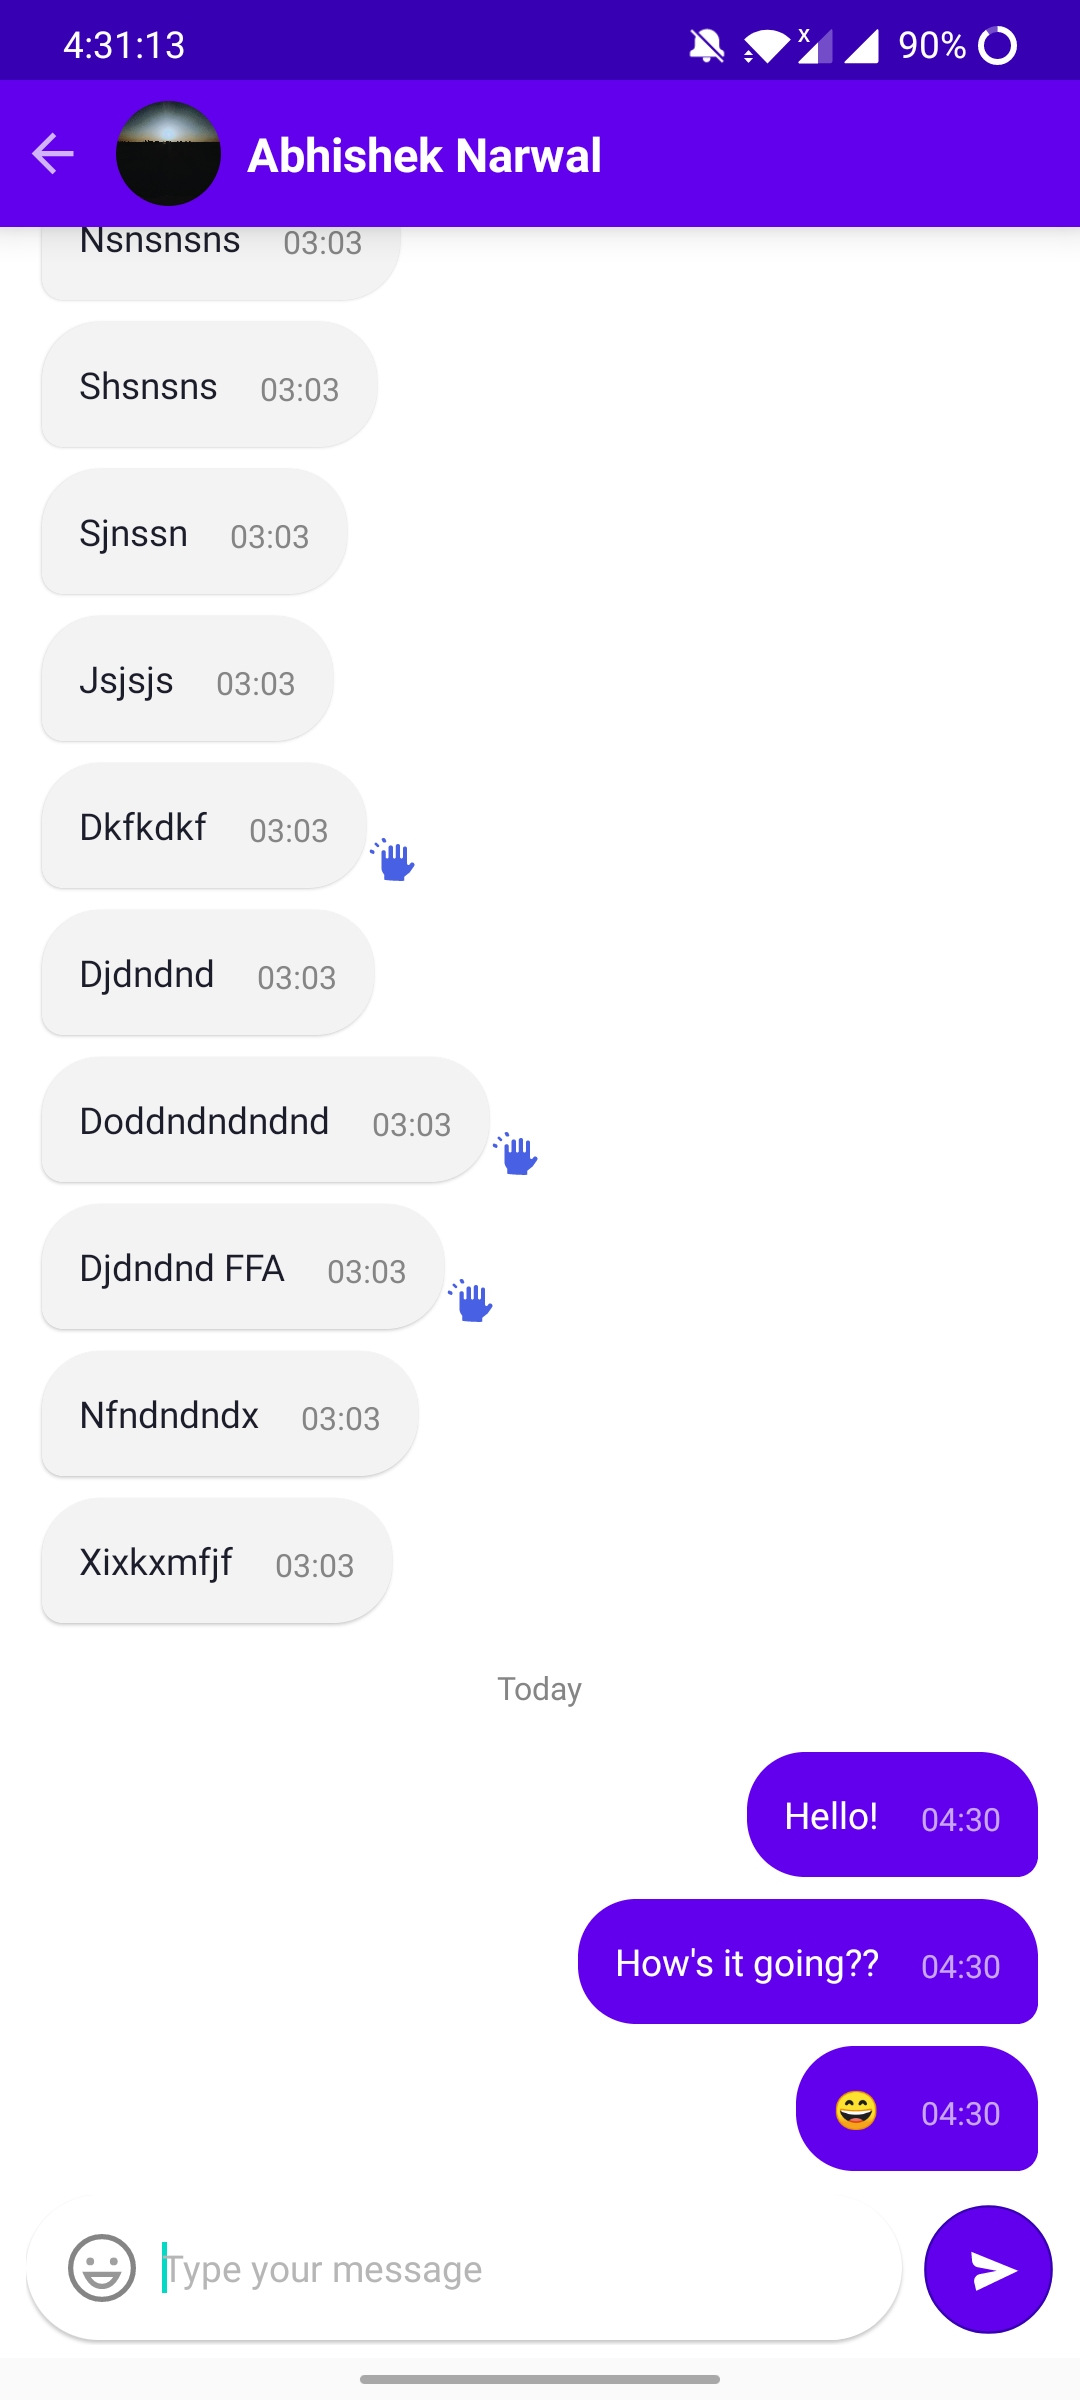 4:31:13 x 90%
Abhishek Narwal
Nsnsnsns 03:03
Shsnsns 03:03
Sjnssn 03:03
Jsjsjs 03:03
Dkfkdkf 03:03
Djdndnd 03:03
Doddndndndnd 03:03
Djdndnd FFA 03:03
Nfndndndx 03:03
Xixkxmfjf 03:03
Today
Hello! 04:30
How's it going?? 04:30
😄 04:30
Type your message